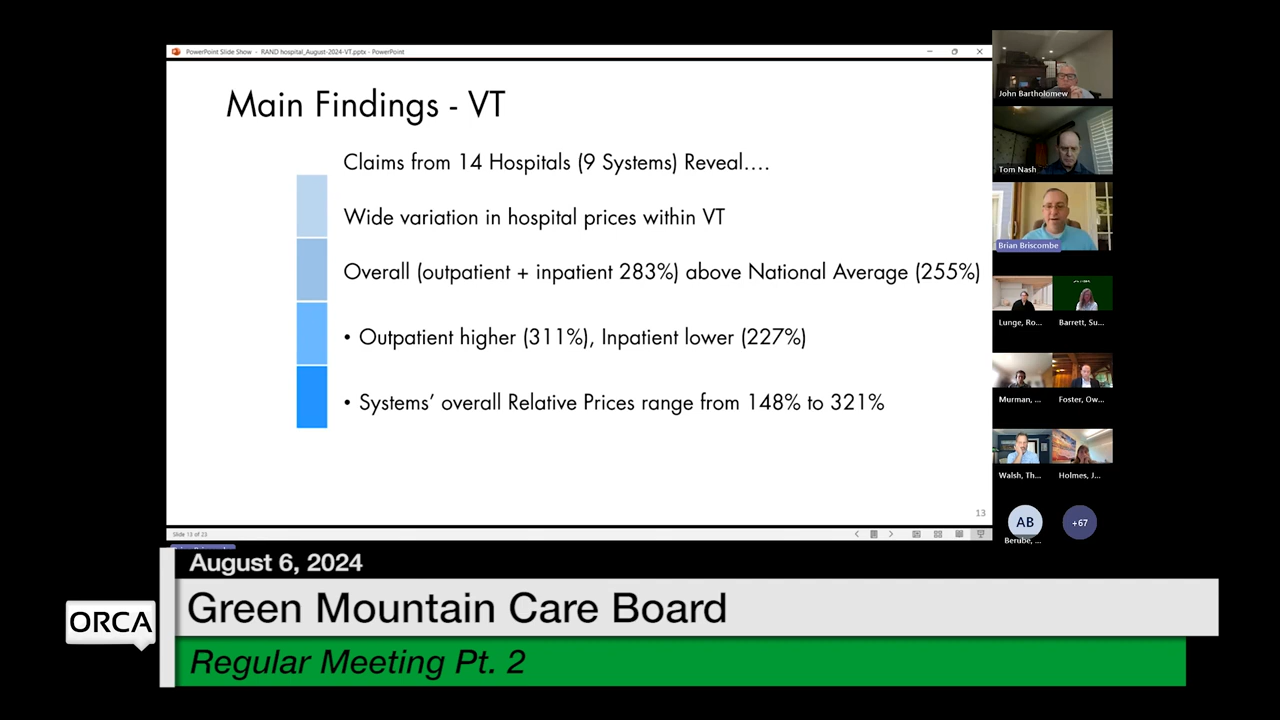 PowerPoint Slide Show - RAND hospital_August-2024-VT.pptx - PowerPoint
Main Findings - VT
Claims from 14 Hospitals (9 Systems) Reveal....
Wide variation in hospital prices within VT
Overall (outpatient + inpatient 283%) above National Average (255%)
• Outpatient higher (311%), Inpatient lower (227%)
• Systems’ overall Relative Prices range from 148% to 321%
13
Slide 13 of 23
John Bartholomew
Tom Nash
Brian Briscombe
Lunge, Ro... Barrett, Su...
Murman, ... Foster, Ow...
Walsh, Th... Holmes, J...
AB +67
Berube, ...
August 6, 2024
ORCA
Green Mountain Care Board
Regular Meeting Pt. 2